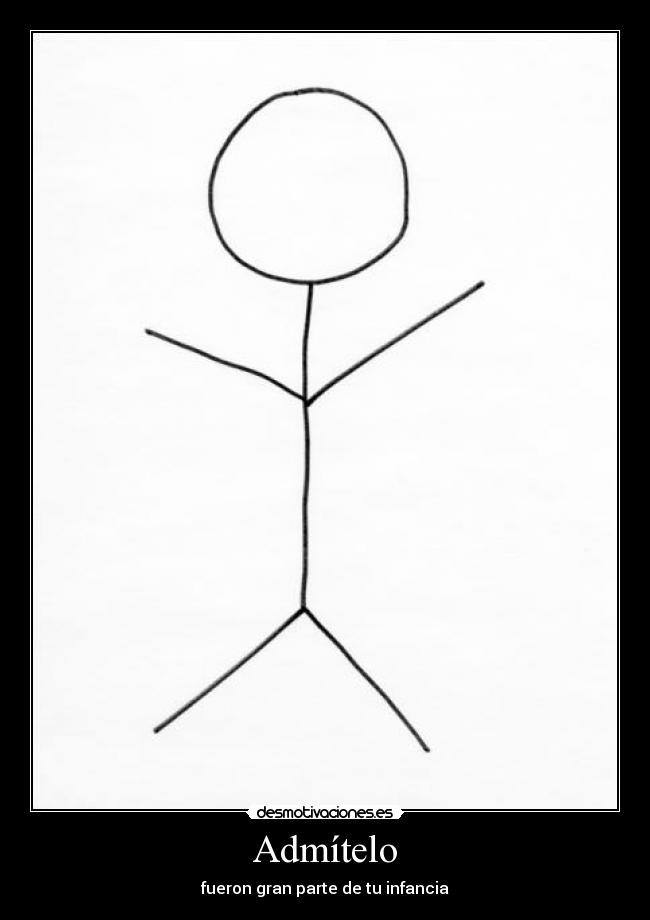 desmotivaciones.es
Admítelo
fueron gran parte de tu infancia